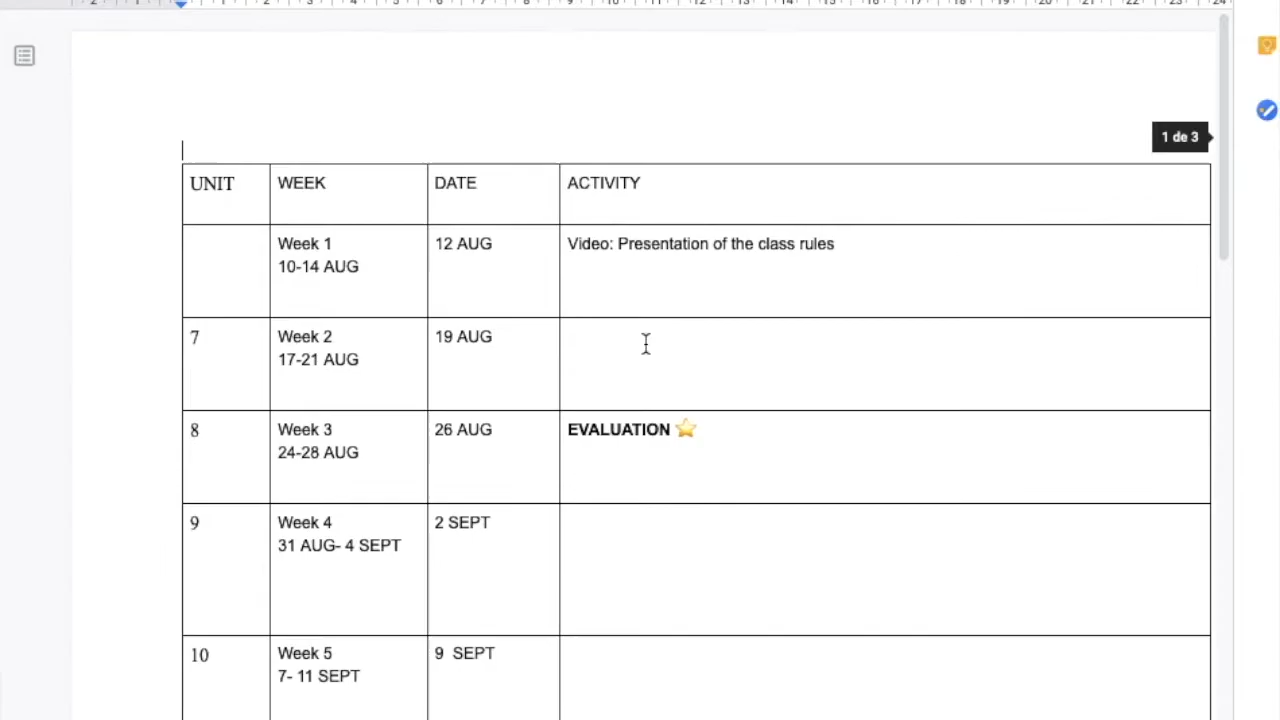 1 de 3
UNIT WEEK DATE ACTIVITY
Week 1 12 AUG Video: Presentation of the class rules
10-14 AUG
7 Week 2 19 AUG
17-21 AUG
8 Week 3 26 AUG EVALUATION ⭐
24-28 AUG
9 Week 4 2 SEPT
31 AUG- 4 SEPT
10 Week 5 9 SEPT
7- 11 SEPT